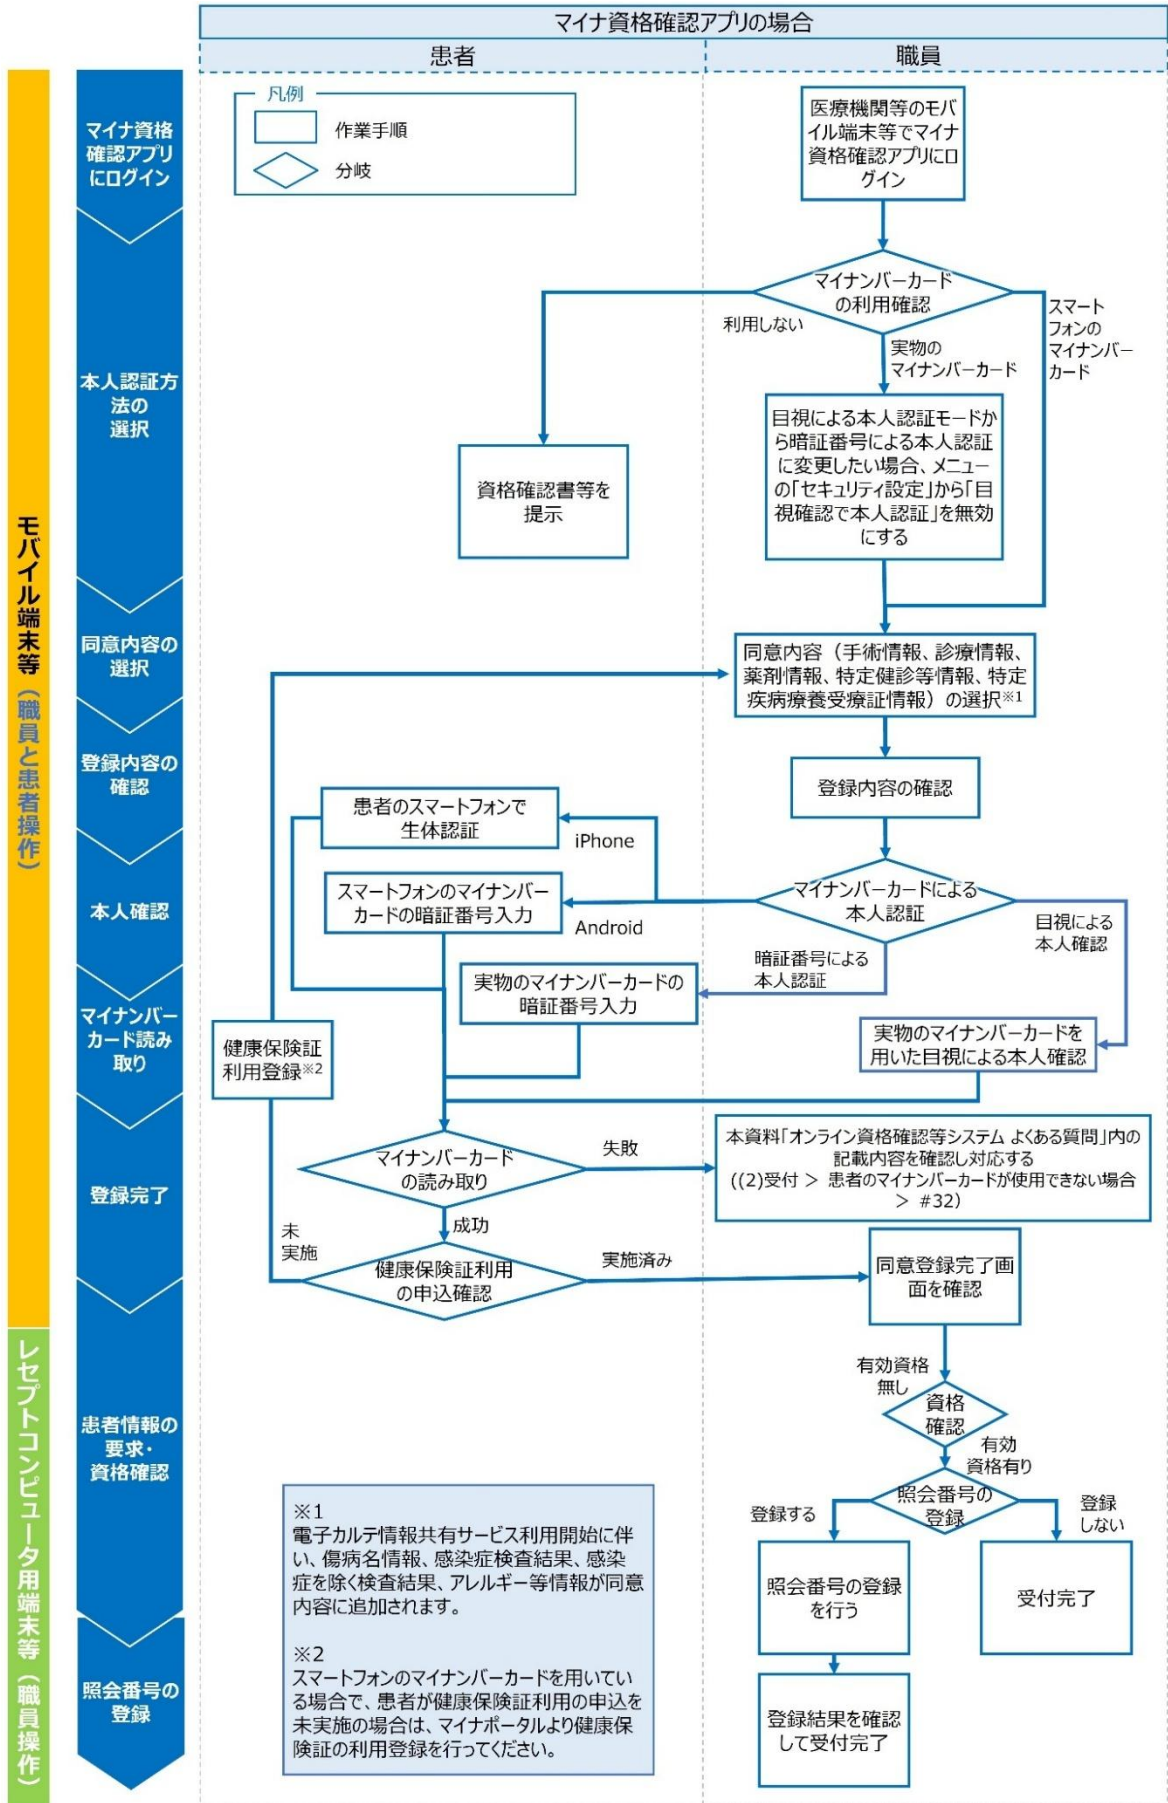 マイナ資格確認アプリの場合
患者
職員
モバイル端末等（職員と患者操作）
レセプトコンピュータ用端末等（職員操作）
マイナ資格
確認アプリ
にログイン
本人認証方
法の
選択
同意内容の
選択
登録内容の
確認
本人確認
マイナンバー
カード読み
取り
登録完了
患者情報の
要求・
資格確認
照会番号の
登録
凡例
作業手順
分岐
医療機関等のモ
バイル端末等でマイナ
資格確認アプリにロ
グイン
マイナンバーカード
の利用確認
利用しない
実物の
マイナンバーカード
スマート
フォンの
マイナンバー
カード
資格確認書等を
提示
目視による本人認証モードか
ら暗証番号による本人認証
に変更したい場合、メニュー
の「セキュリティ設定」から「目
視確認で本人認証」を無効
にする
同意内容（手術情報、診療情報、
薬剤情報、特定健診等情報、特定
疾病療養受療証情報）の選択※1
登録内容の確認
患者のスマートフォンで
生体認証
iPhone
スマートフォンのマイナンバー
カードの暗証番号入力
Android
マイナンバーカードによる
本人認証
目視による
本人確認
暗証番号による
本人認証
実物のマイナンバーカードの
暗証番号入力
実物のマイナンバーカードを
用いた目視による本人確認
健康保険証
利用登録※2
マイナンバーカード
の読み取り
失敗
本資料「オンライン資格確認等システム よくある質問」内の
記載内容を確認し対応する
((2)受付 > 患者のマイナンバーカードが使用できない場合
> #32)
成功
未
実施
健康保険証利用
の申込確認
実施済み
同意登録完了画
面を確認
有効資格
無し
資格
確認
有効
資格有り
照会番号の
登録
登録する
登録
しない
照会番号の登録
を行う
受付完了
登録結果を確認
して受付完了
※1
電子カルテ情報共有サービス利用開始に伴
い、傷病名情報、感染症検査結果、感染
症を除く検査結果、アレルギー等情報が同意
内容に追加されます。
※2
スマートフォンのマイナンバーカードを用いてい
る場合で、患者が健康保険証利用の申込を
未実施の場合は、マイナポータルより健康保
険証の利用登録を行ってください。